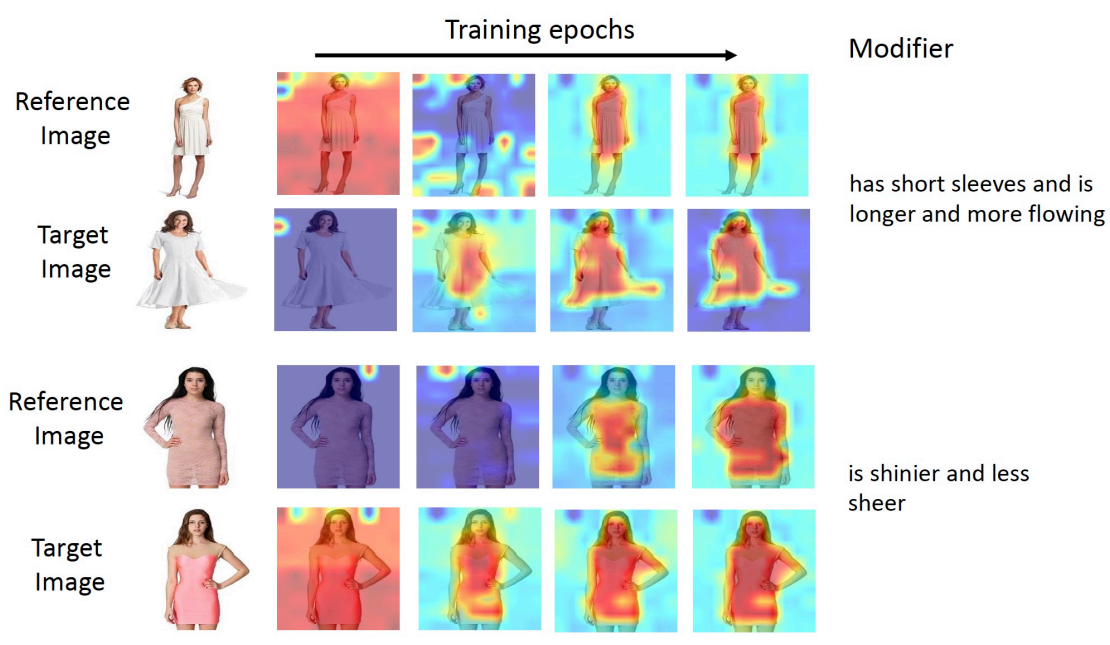 Training epochs
Modifier
Reference
Image
has short sleeves and is
longer and more flowing
Target
Image
Reference
Image
is shinier and less
sheer
Target
Image